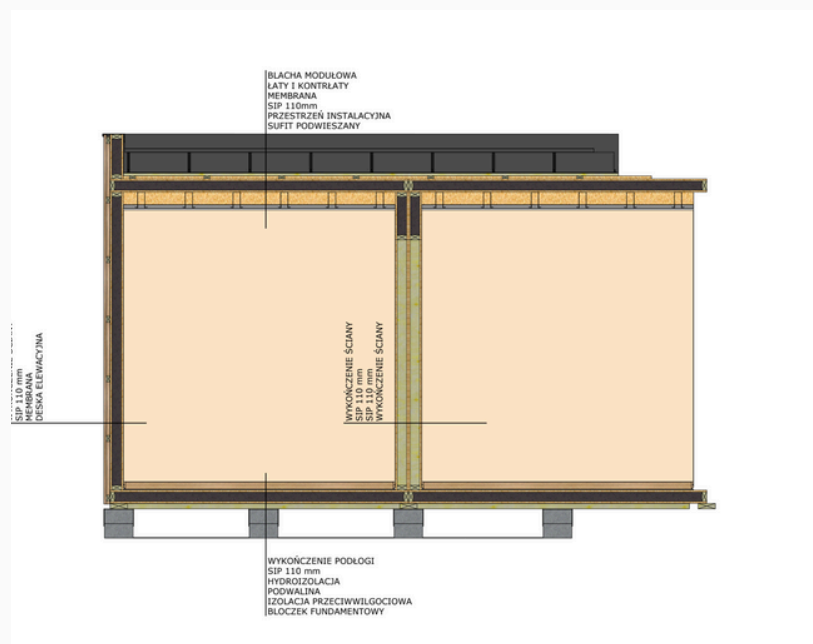 BLACHA MODUŁOWA
ŁATY I KONTRŁATY
MEMBRANA
SIP 110mm
PRZESTRZEŃ INSTALACYJNA
SUFIT PODWIESZANY
SIP 110 mm
MEMBRANA
DESKA ELEWACYJNA
WYKOŃCZENIE ŚCIANY
SIP 110 mm
SIP 110 mm
WYKOŃCZENIE ŚCIANY
WYKOŃCZENIE PODŁOGI
SIP 110 mm
HYDROIZOLACJA
PODWALINA
IZOLACJA PRZECIWWILGOCIOWA
BLOCZEK FUNDAMENTOWY